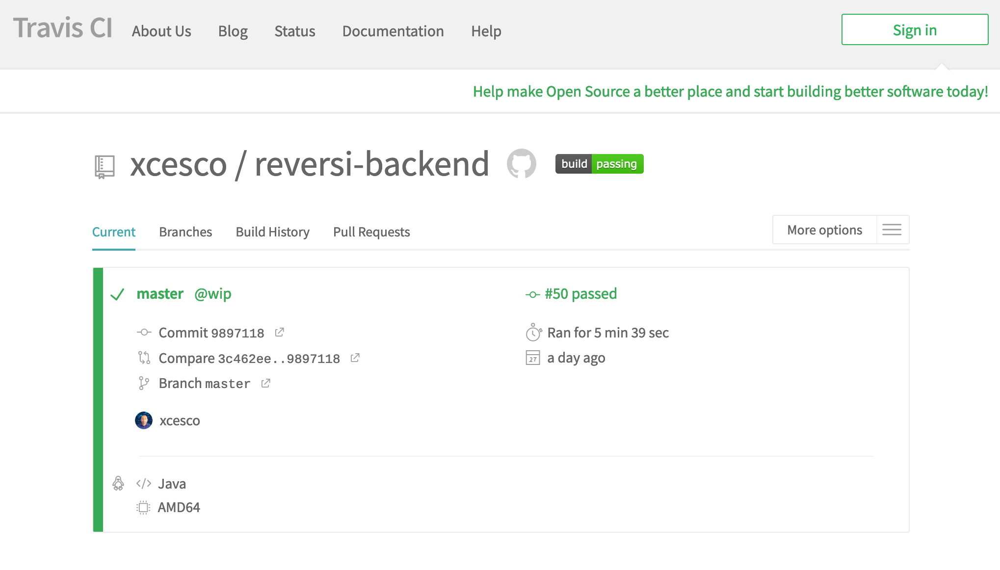 Travis CI About Us Blog Status Documentation Help Sign in
Help make Open Source a better place and start building better software today!
xcesco / reversi-backend build passing
Current Branches Build History Pull Requests More options
master @wip #50 passed
Commit 9897118 Ran for 5 min 39 sec
Compare 3c462ee..9897118 27 a day ago
Branch master
xcesco
</> Java
AMD64